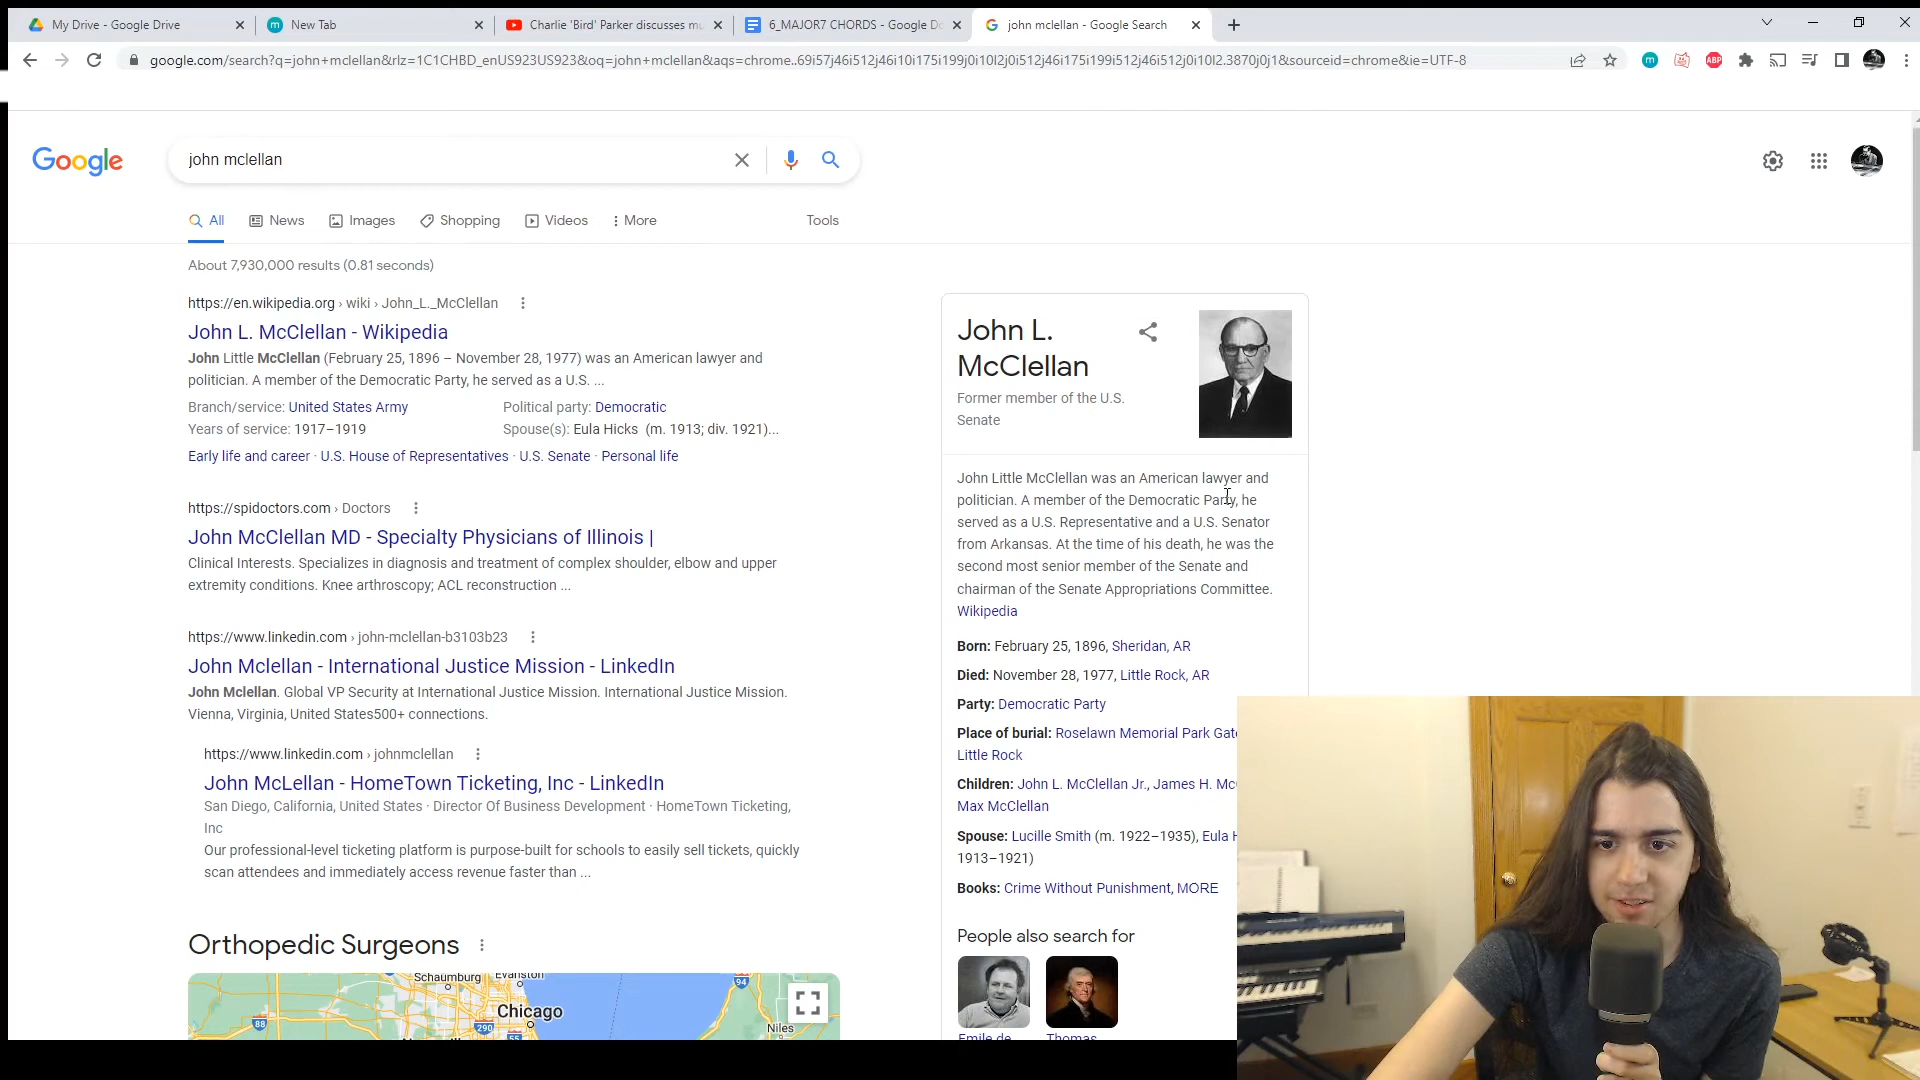 My Drive - Google Drive
New Tab
Charlie 'Bird' Parker discusses mu
6_MAJOR7 CHORDS - Google Do
john mclellan - Google Search
google.com/search?q=john+mclellan&rlz=1C1CHBD_enUS923US923&oq=john+mclellan&aqs=chrome..69i57j46i512j46i10i175i199j0i10l2j0i512j46i175i199i512j46i512j0i10l2.3870j0j1&sourceid=chrome&ie=UTF-8
ABP
Google
john mclellan
All
News
Images
Shopping
Videos
More
Tools
About 7,930,000 results (0.81 seconds)
https://en.wikipedia.org › wiki › John_L._McClellan
John L. McClellan - Wikipedia
John Little McClellan (February 25, 1896 – November 28, 1977) was an American lawyer and
politician. A member of the Democratic Party, he served as a U.S. ...
Branch/service: United States Army
Political party: Democratic
Years of service: 1917–1919
Spouse(s): Eula Hicks (m. 1913; div. 1921)...
Early life and career · U.S. House of Representatives · U.S. Senate · Personal life
https://spidoctors.com › Doctors
John McClellan MD - Specialty Physicians of Illinois |
Clinical Interests. Specializes in diagnosis and treatment of complex shoulder, elbow and upper
extremity conditions. Knee arthroscopy; ACL reconstruction ...
https://www.linkedin.com › john-mclellan-b3103b23
John Mclellan - International Justice Mission - LinkedIn
John Mclellan. Global VP Security at International Justice Mission. International Justice Mission.
Vienna, Virginia, United States500+ connections.
https://www.linkedin.com › johnmclellan
John McLellan - HomeTown Ticketing, Inc - LinkedIn
San Diego, California, United States · Director Of Business Development · HomeTown Ticketing,
Inc
Our professional-level ticketing platform is purpose-built for schools to easily sell tickets, quickly
scan attendees and immediately access revenue faster than ...
Orthopedic Surgeons
Schaumburg
Evanston
94
Chicago
88
290
Niles
55
John L.
McClellan
Former member of the U.S.
Senate
John Little McClellan was an American lawyer and
politician. A member of the Democratic Party, he
served as a U.S. Representative and a U.S. Senator
from Arkansas. At the time of his death, he was the
second most senior member of the Senate and
chairman of the Senate Appropriations Committee.
Wikipedia
Born: February 25, 1896, Sheridan, AR
Died: November 28, 1977, Little Rock, AR
Party: Democratic Party
Place of burial: Roselawn Memorial Park Gat
Little Rock
Children: John L. McClellan Jr., James H. Mc
Max McClellan
Spouse: Lucille Smith (m. 1922–1935), Eula H
1913–1921)
Books: Crime Without Punishment, MORE
People also search for
Emile de
Thomas